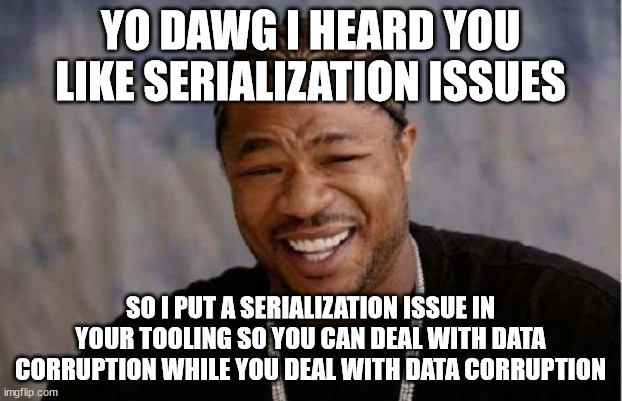 YO DAWG I HEARD YOU
LIKE SERIALIZATION ISSUES
SO I PUT A SERIALIZATION ISSUE IN
YOUR TOOLING SO YOU CAN DEAL WITH DATA
CORRUPTION WHILE YOU DEAL WITH DATA CORRUPTION
imgflip.com